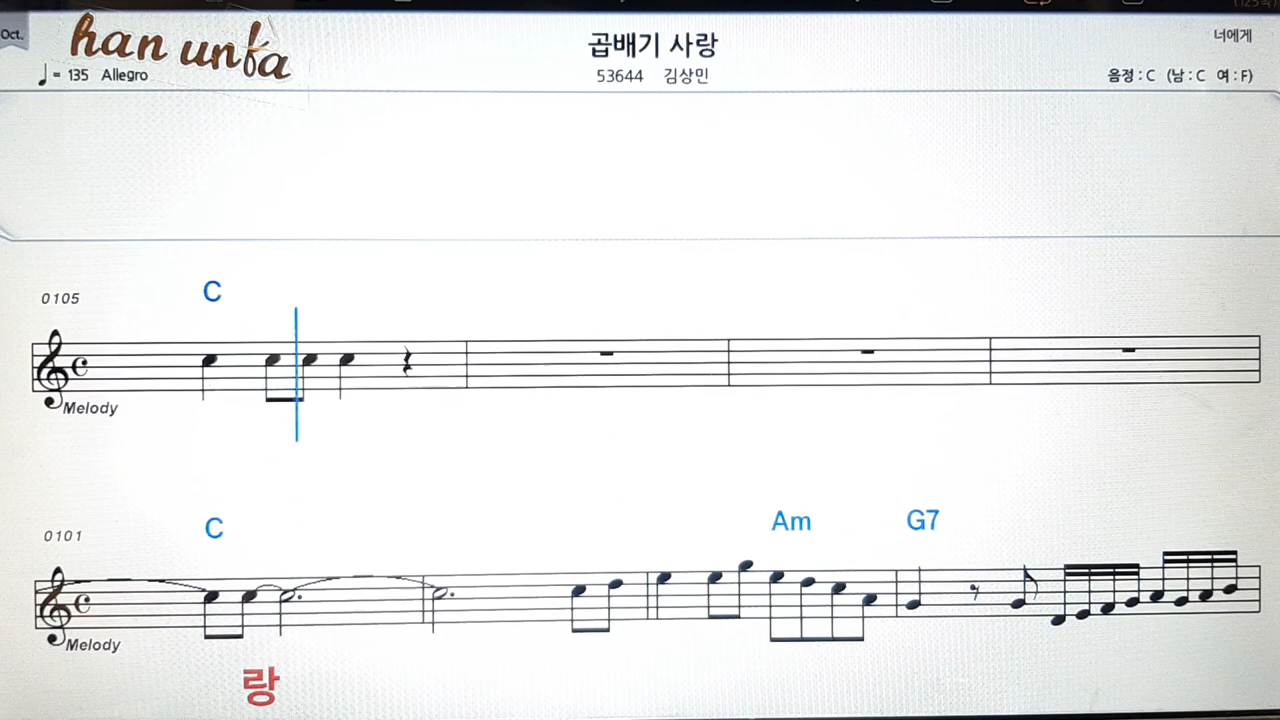 Oct.
han unfa
♩ = 135 Allegro
곱배기 사랑
53644 김상민
너에게
음정 : C (남 : C 여 : F)
0105
C
Melody
0101
C
Am
G7
Melody
랑